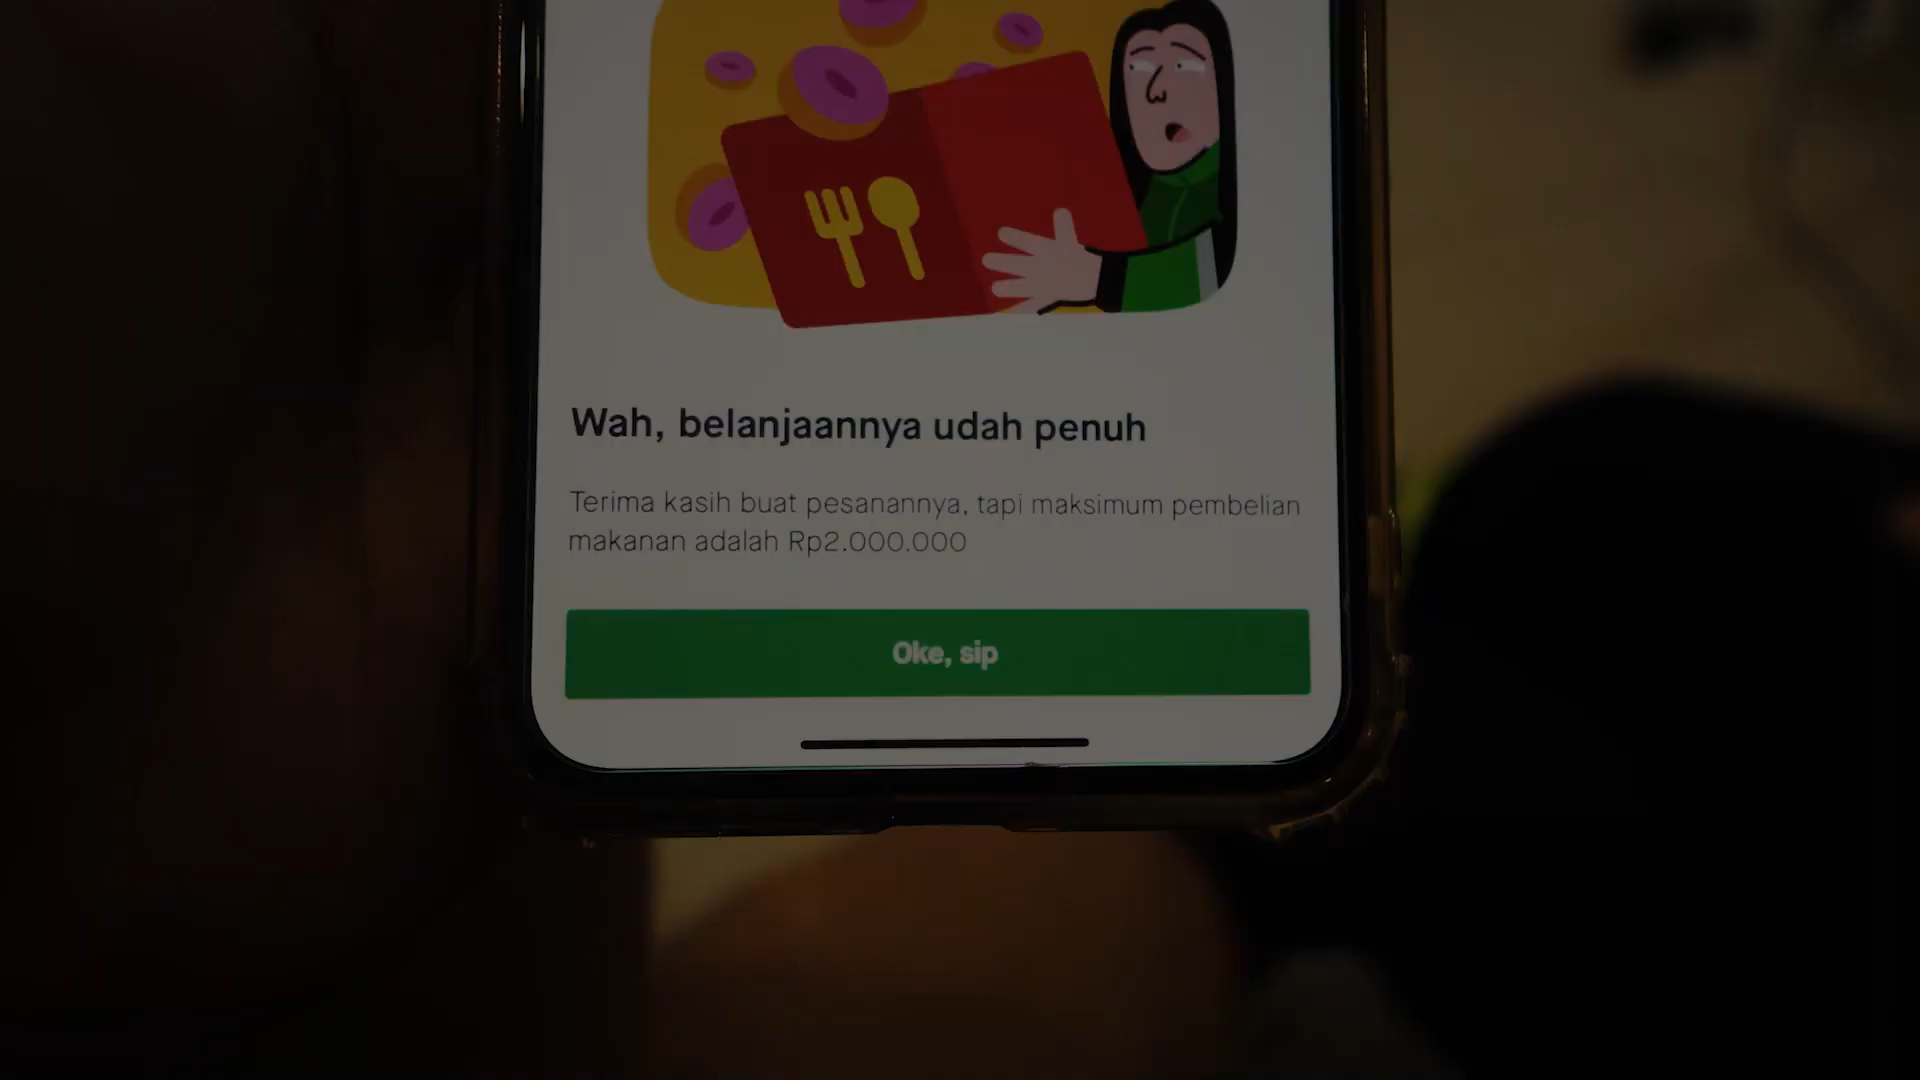 Wah, belanjaannya udah penuh
Terima kasih buat pesanannya, tapi maksimum pembelian
makanan adalah Rp2.000.000
Oke, sip